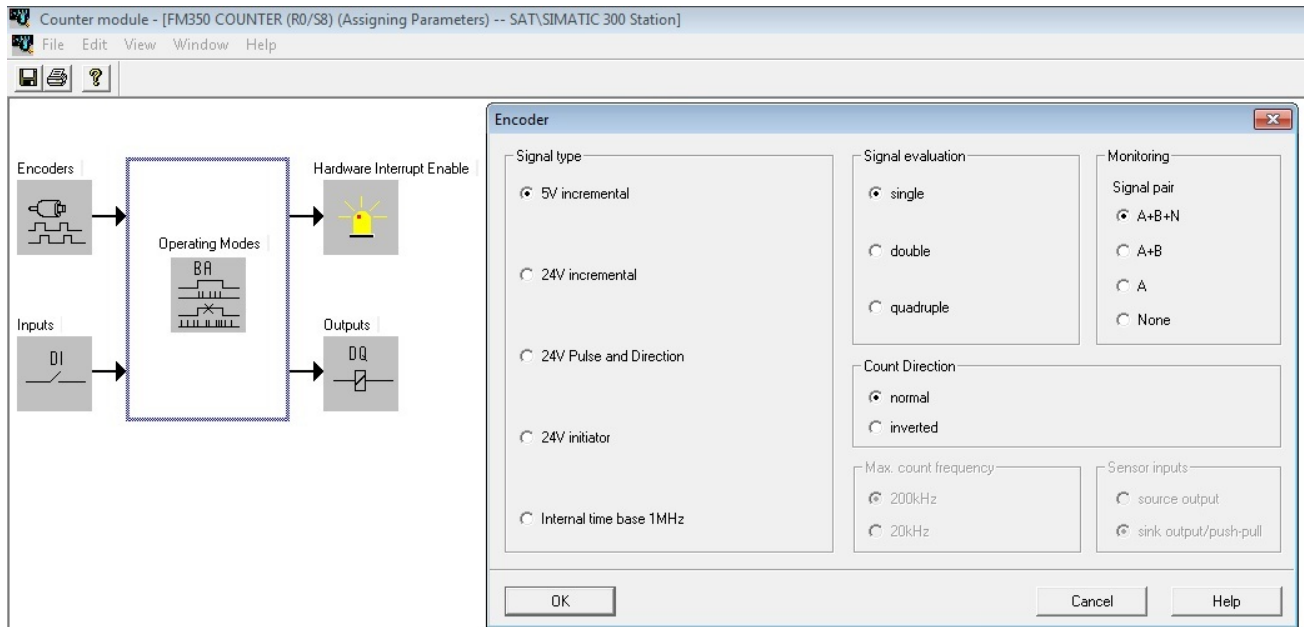 Counter module - [FM350 COUNTER (R0/S8) (Assigning Parameters) -- SAT\SIMATIC 300 Station]
File Edit View Window Help
?
Encoders
Hardware Interrupt Enable
Operating Modes
BA
Inputs
DI
Outputs
DQ
Encoder
Signal type
5V incremental
24V incremental
24V Pulse and Direction
24V initiator
Internal time base 1MHz
Signal evaluation
single
double
quadruple
Monitoring
Signal pair
A+B+N
A+B
A
None
Count Direction
normal
inverted
Max. count frequency
200kHz
20kHz
Sensor inputs
source output
sink output/push-pull
OK
Cancel
Help